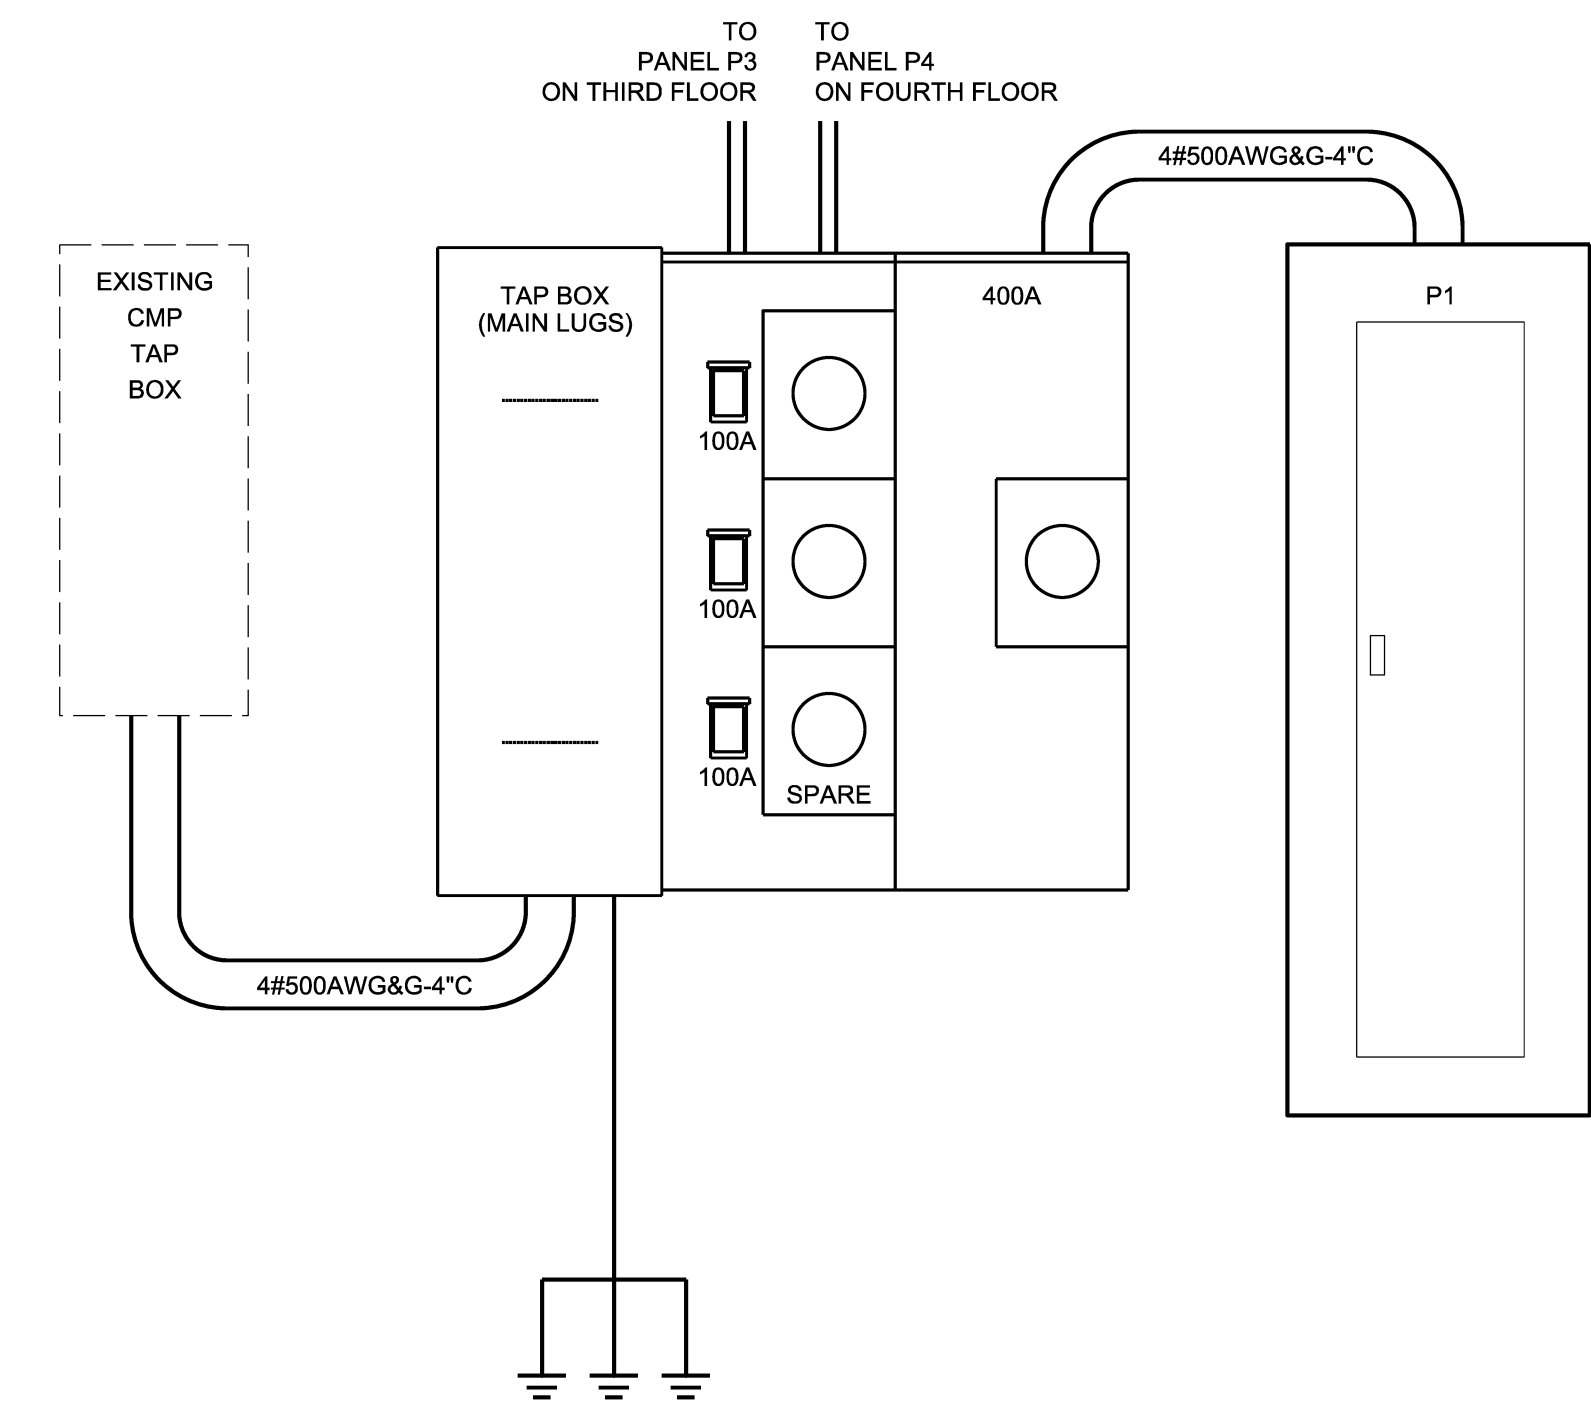 TO
PANEL P3
ON THIRD FLOOR
TO
PANEL P4
ON FOURTH FLOOR
4#500AWG&G-4"C
EXISTING
CMP
TAP
BOX
TAP BOX
(MAIN LUGS)
400A
P1
100A
100A
100A
SPARE
4#500AWG&G-4"C